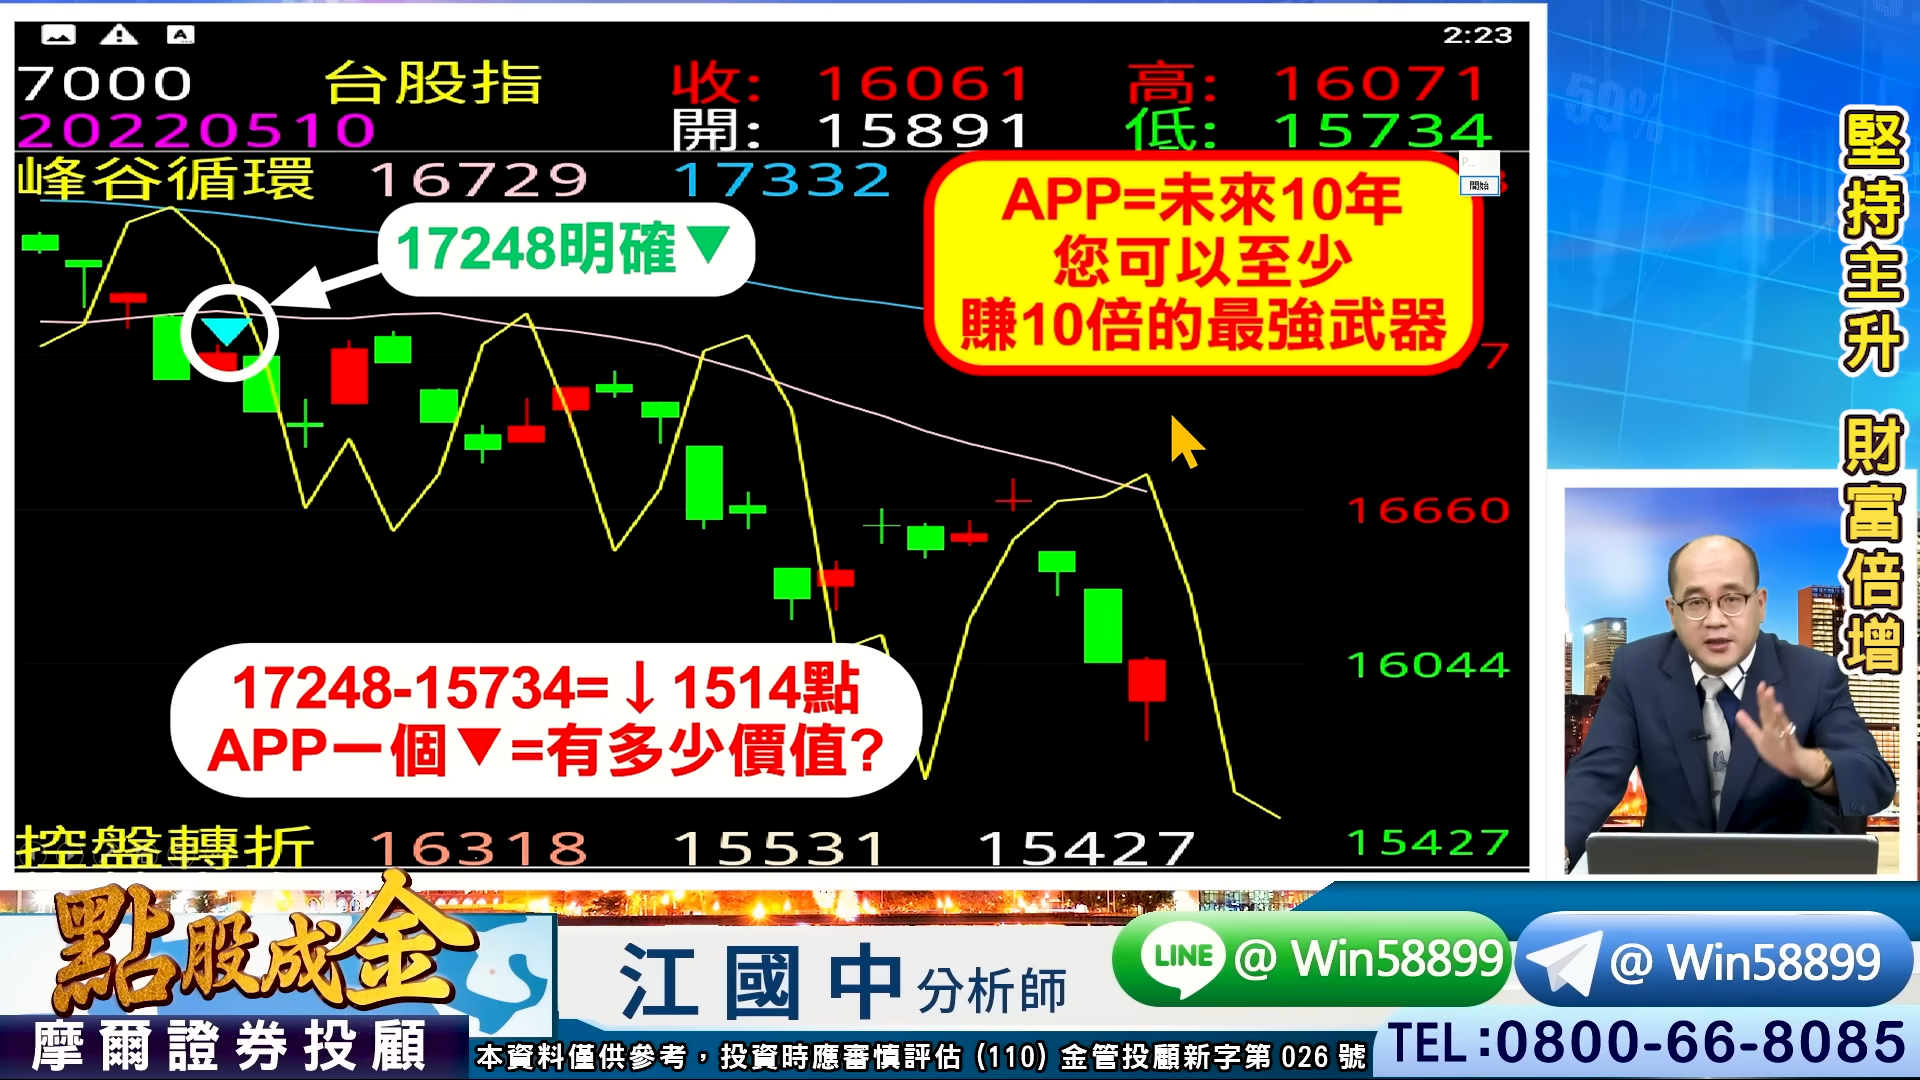 2:23
7000 台股指 收: 16061 高: 16071
20220510 開: 15891 低: 15734
峰谷循環 16729 17332
開始
17248明確▼
APP=未來10年
您可以至少
賺10倍的最強武器
7
16660
16044
17248-15734=↓1514點
APP一個▼=有多少價值?
15427
控盤轉折 16318 15531 15427
堅持主升 財富倍增
點股成金
摩爾證券投顧
江國中 分析師
LINE @ Win58899
@ Win58899
本資料僅供參考，投資時應審慎評估 (110) 金管投顧新字第 026 號
TEL:0800-66-8085